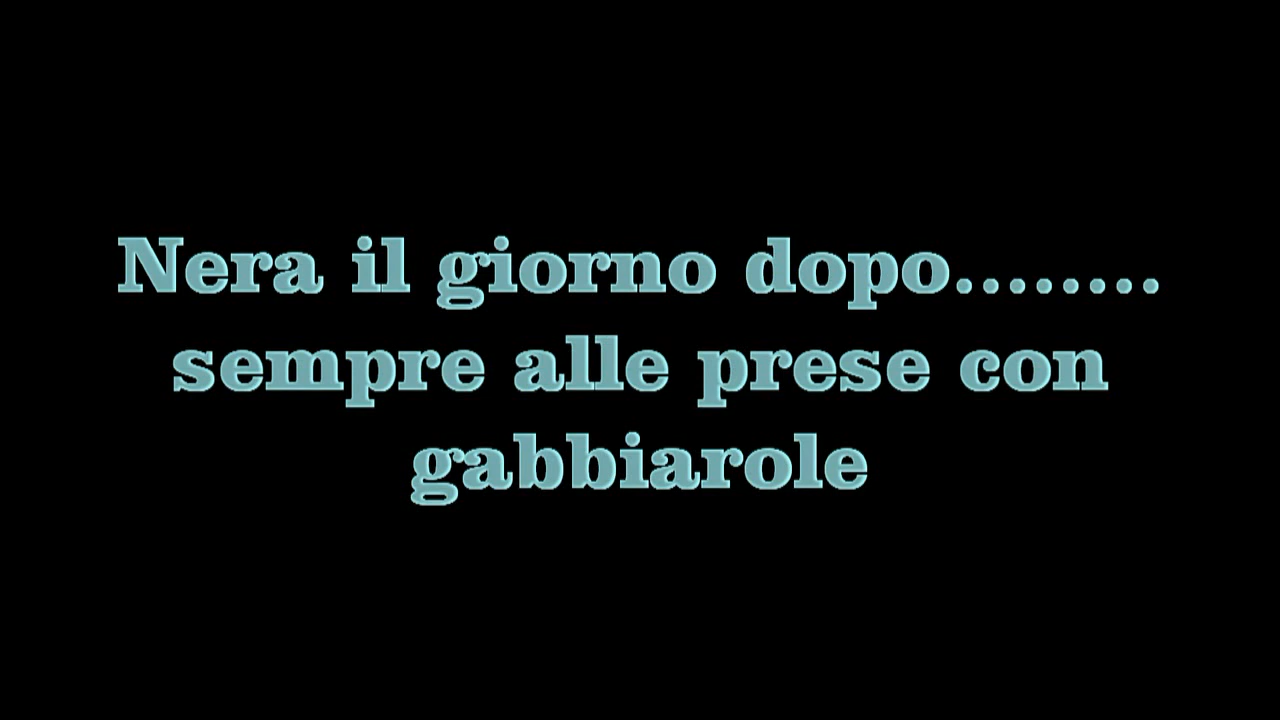 Nera il giorno dopo........
sempre alle prese con
gabbiarole